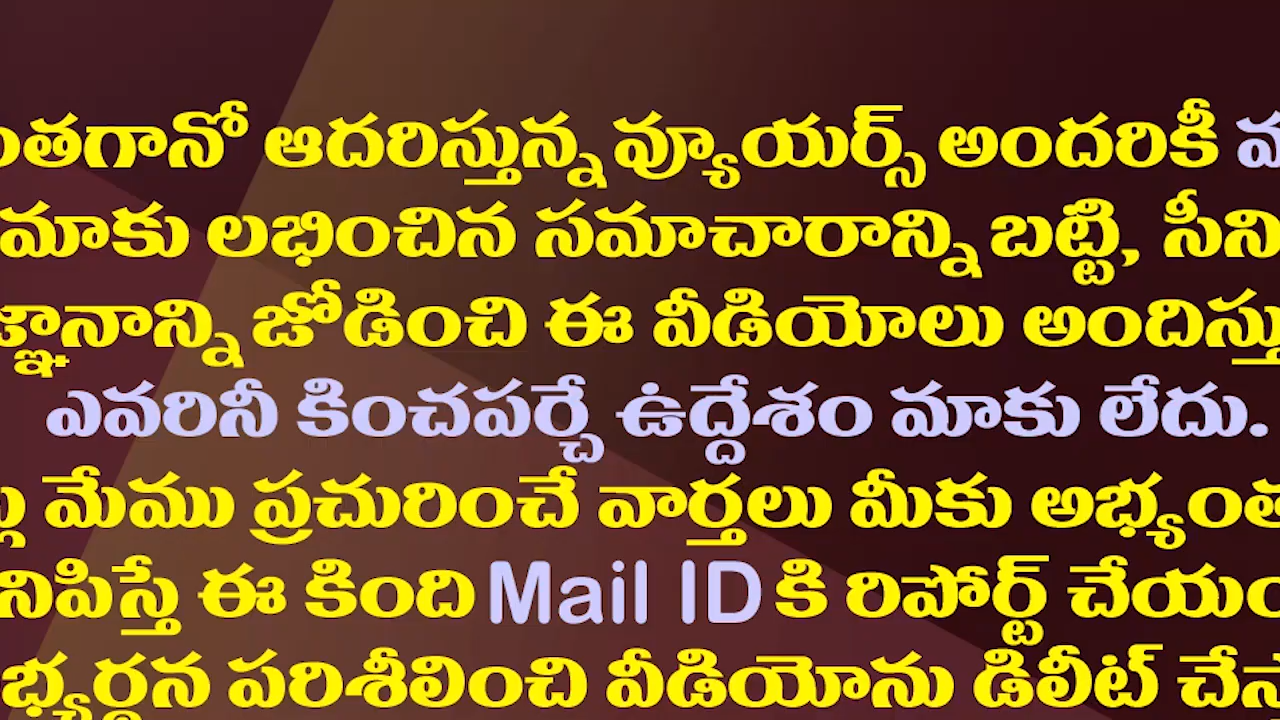 ంతగానో ఆదరిస్తున్న వ్యూయర్స్ అందరికీ
మాకు లభించిన సమాచారాన్ని బట్టి, సీని
జ్ఞానాన్ని జోడించి ఈ వీడియోలు అందిస్తు
ఎవరినీ కించపర్చే ఉద్దేశం మాకు లేదు.
మేము ప్రచురించే వార్తలు మీకు అభ్యంత
నిపిస్తే ఈ కింది Mail ID కి రిపోర్ట్ చేయం
భ్యర్థన పరిశీలించి వీడియోను డిలీట్ చేస